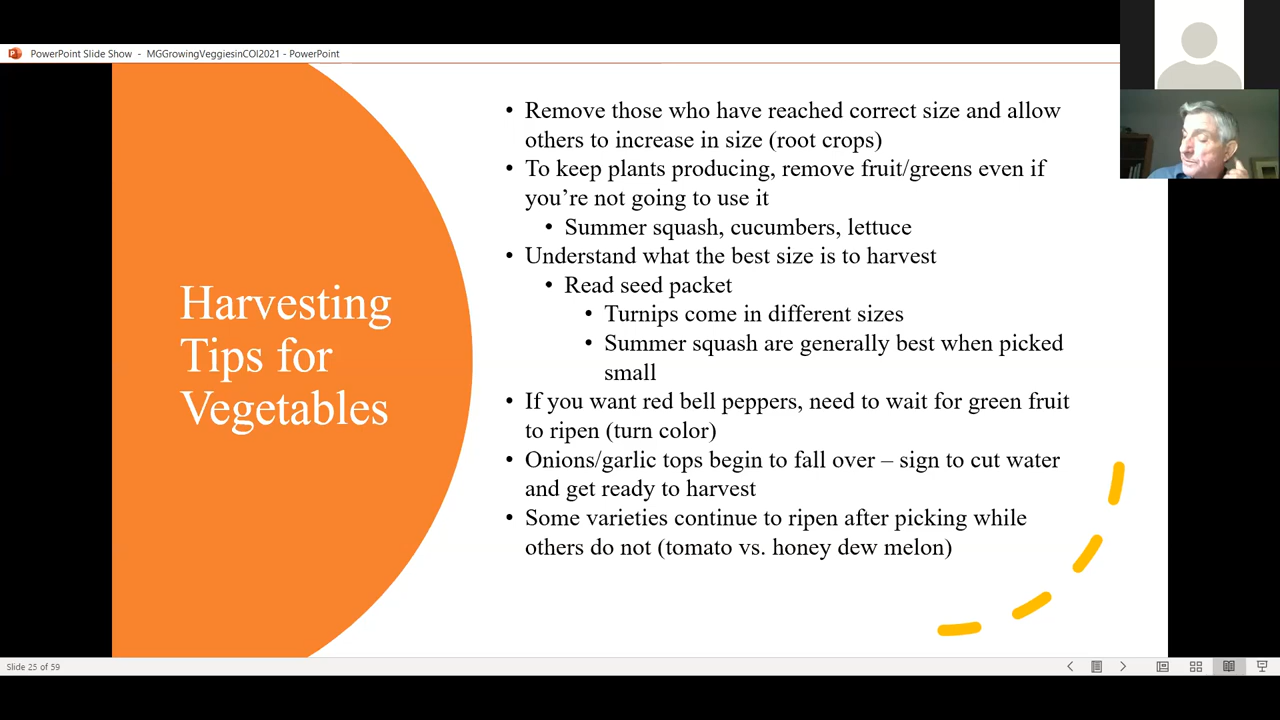 PowerPoint Slide Show - MGGrowingVeggiesinCOI2021 - PowerPoint
Harvesting
Tips for
Vegetables
• Remove those who have reached correct size and allow
others to increase in size (root crops)
• To keep plants producing, remove fruit/greens even if
you’re not going to use it
• Summer squash, cucumbers, lettuce
• Understand what the best size is to harvest
• Read seed packet
• Turnips come in different sizes
• Summer squash are generally best when picked
small
• If you want red bell peppers, need to wait for green fruit
to ripen (turn color)
• Onions/garlic tops begin to fall over – sign to cut water
and get ready to harvest
• Some varieties continue to ripen after picking while
others do not (tomato vs. honey dew melon)
Slide 25 of 59